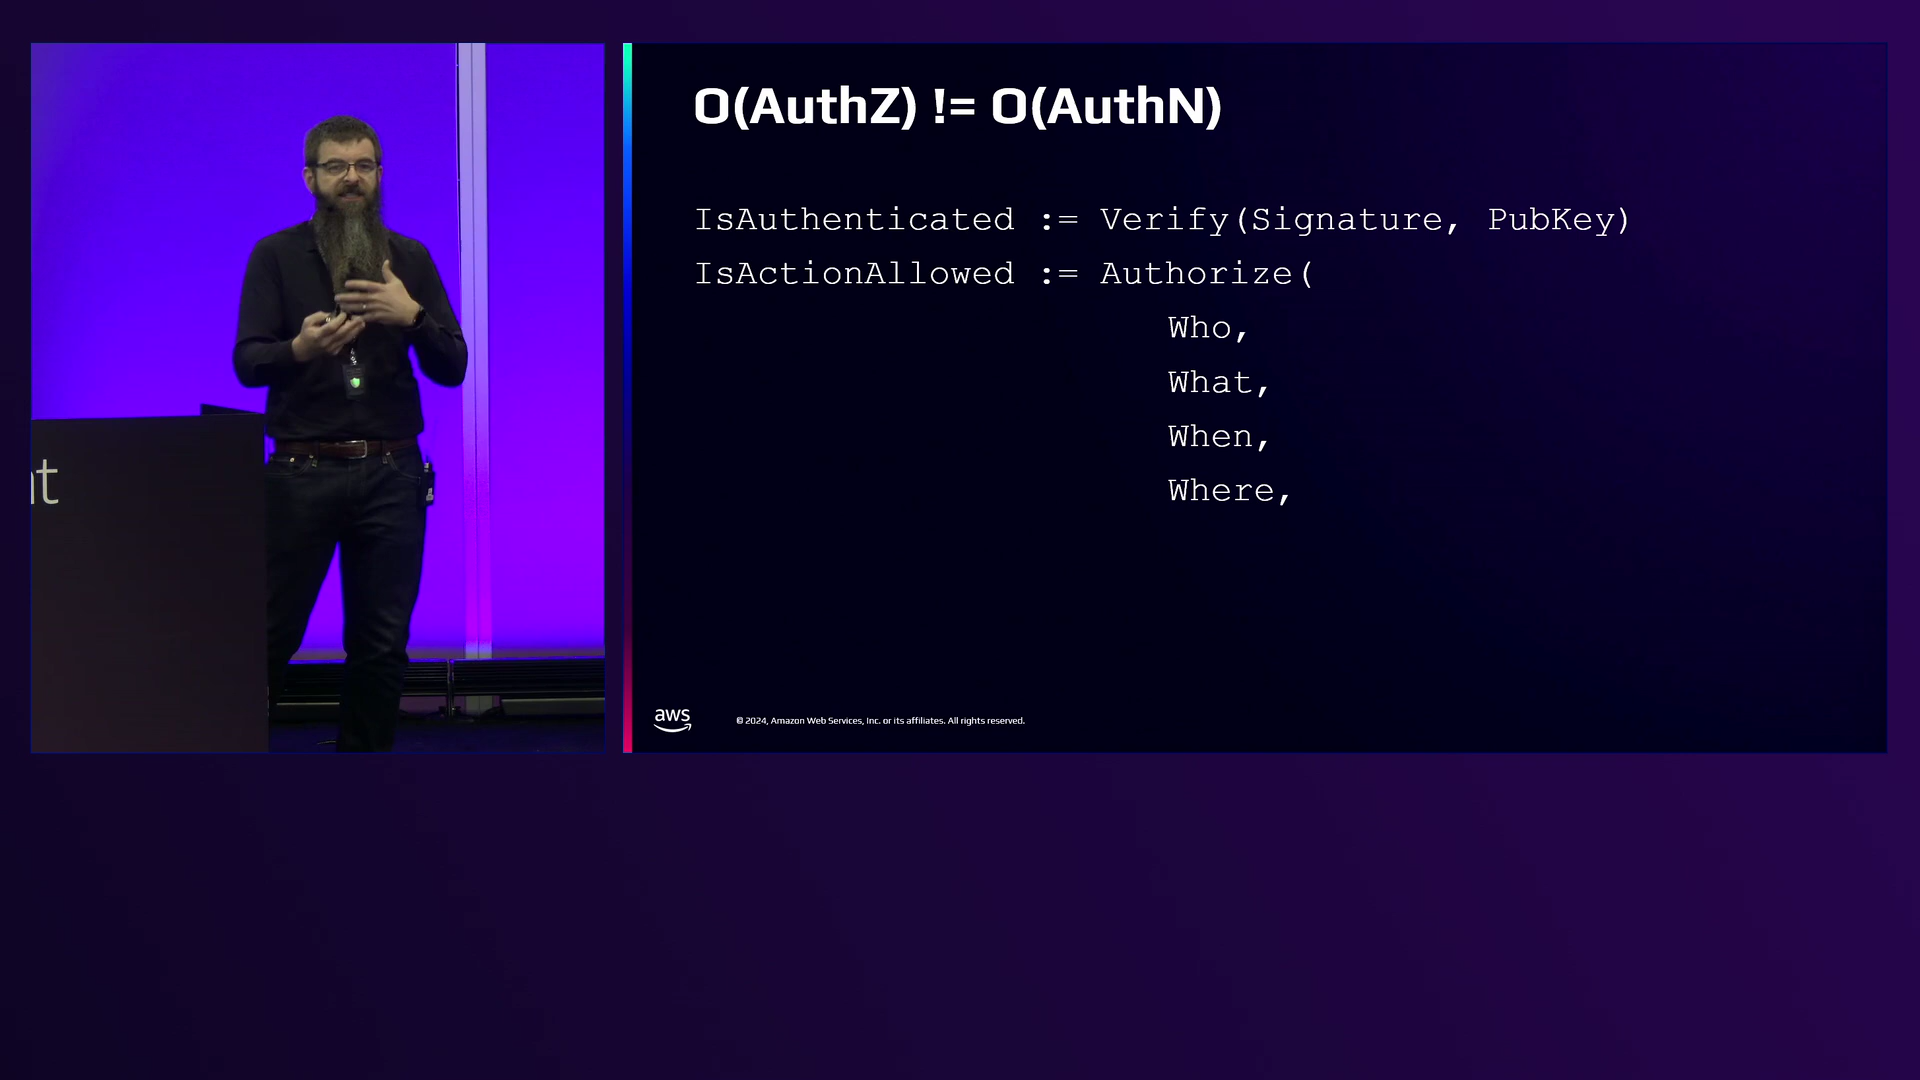 O(AuthZ) != O(AuthN)
IsAuthenticated := Verify(Signature, PubKey)
IsActionAllowed := Authorize(
Who,
What,
When,
Where,
nt
aws
© 2024, Amazon Web Services, Inc. or its affiliates. All rights reserved.